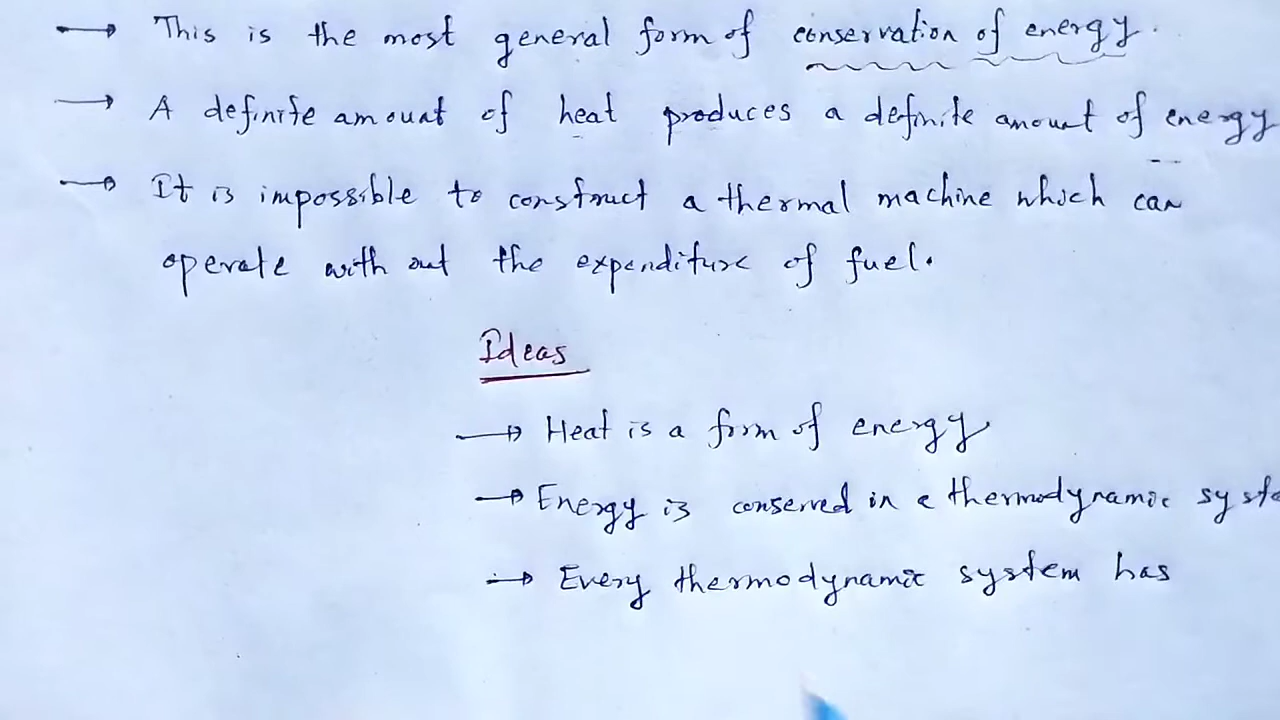 → This is the most general form of conservation of energy.
→ A definite amount of heat produces a definite amount of energy
→ It is impossible to construct a thermal machine which can
operate with out the expenditure of fuel.
Ideas
→ Heat is a form of energy
→ Energy is conserved in a thermodynamic syste
→ Every thermodynamic system has